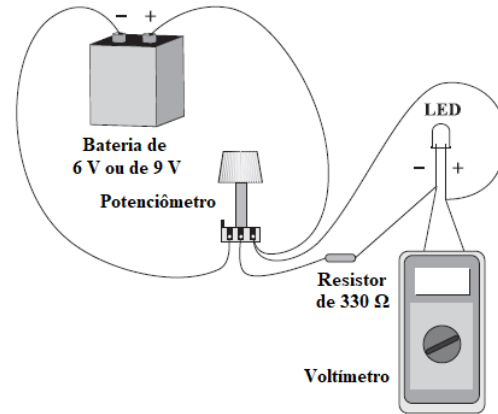 − +
Bateria de
6 V ou de 9 V
Potenciômetro
LED
− +
Resistor
de 330 Ω
Voltímetro